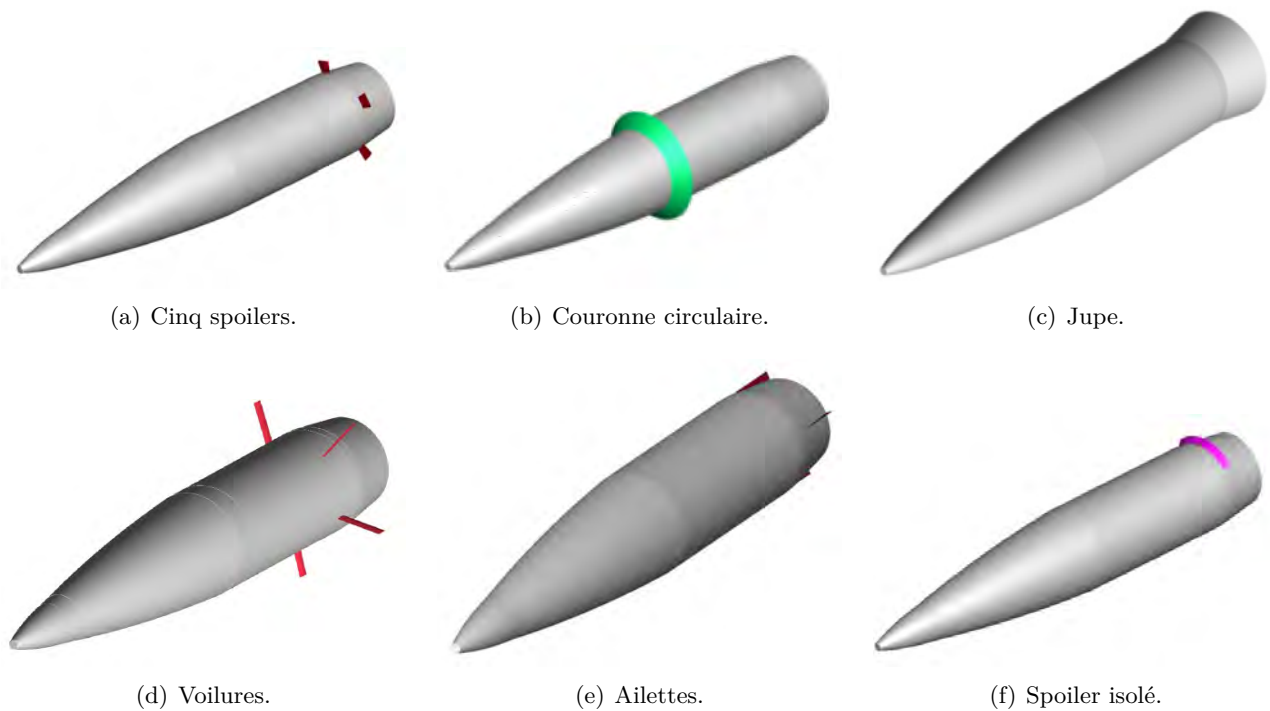 (a) Cinq spoilers.
(b) Couronne circulaire.
(c) Jupe.
(d) Voilures.
(e) Ailettes.
(f) Spoiler isolé.